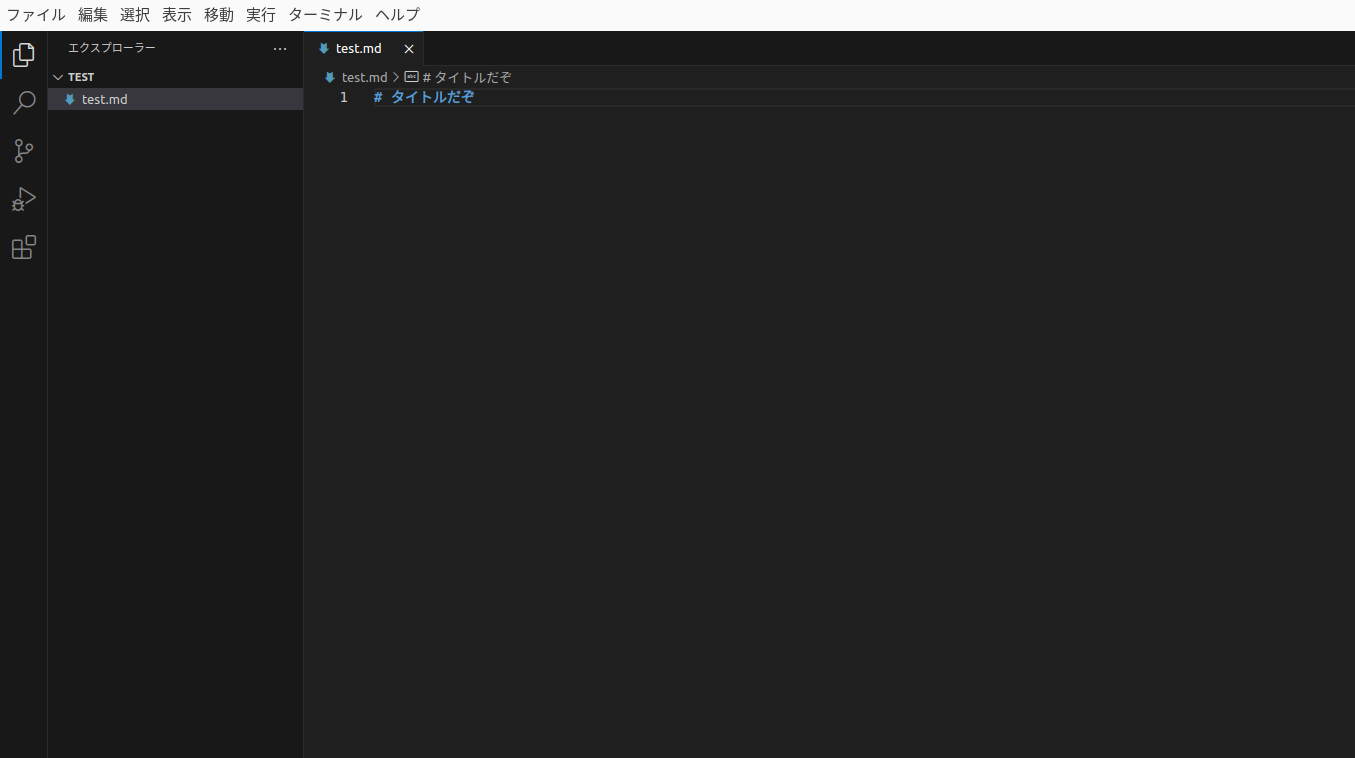 ファイル 編集 選択 表示 移動 実行 ターミナル ヘルプ
エクスプローラー
TEST
test.md
test.md
test.md # タイトルだぞ
1 # タイトルだぞ